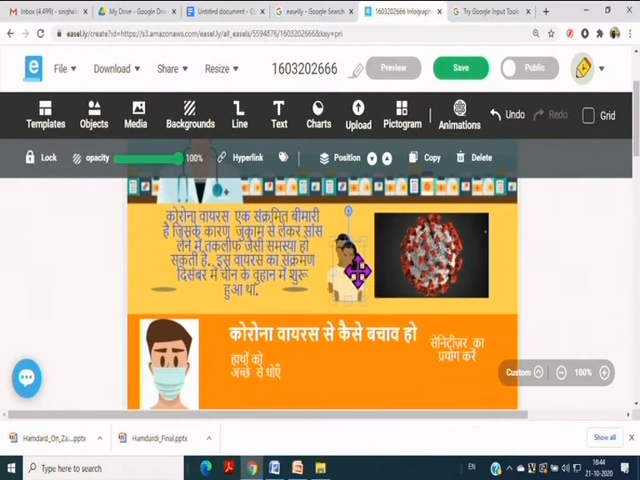 Inbox (4,499) - singhal
My Drive - Google Driv
Untitled document - Go
easelly - Google Search
1603202666 Infograph
Try Google Input Tools
easel.ly/create?id=https://s3.amazonaws.com/easel.ly/all_easels/5594876/1603202666&key=pri
File
Download
Share
Resize
1603202666
Preview
Save
Public
Templates
Objects
Media
Backgrounds
Line
Text
Charts
Upload
Pictogram
Animations
Undo
Redo
Grid
Lock
opacity
100%
Hyperlink
Position
Copy
Delete
कोरोना वायरस एक संक्रमित बीमारी
है जिसके कारण जुकाम से लेकर सांस
लेने में तकलीफ जैसी समस्या हो
सकती है. इस वायरस का संक्रमण
दिसंबर में चीन के वुहान में शुरू
हुआ था.
कोरोना वायरस से कैसे बचाव हो
हाथों को
अच्छे से धोएँ
सेनिटीज़र का
प्रयोग करें
Custom
100%
Hamdard_On_Za....pptx
Hamdardi_Final.pptx
Show all
Type here to search
EN
16:44
21-10-2020